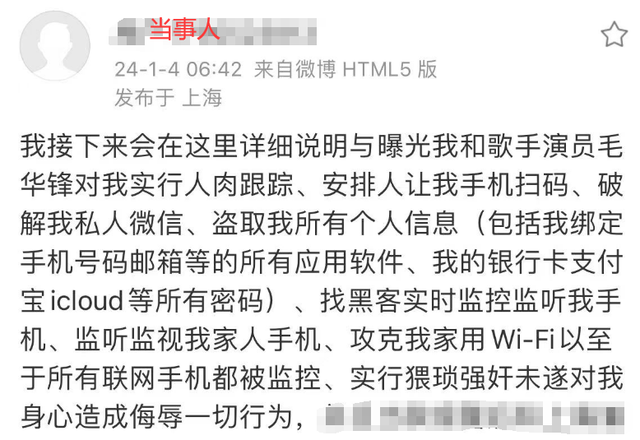 当事人
24-1-4 06:42 来自微博 HTML5 版
发布于 上海
我接下来会在这里详细说明与曝光我和歌手演员毛
华锋对我实行人肉跟踪、安排人让我手机扫码、破
解我私人微信、盗取我所有个人信息（包括我绑定
手机号码邮箱等的所有应用软件、我的银行卡支付
宝icloud等所有密码）、找黑客实时监控监听我手
机、监听监视我家人手机、攻克我家用Wi-Fi以至
于所有联网手机都被监控、实行猥琐强奸未遂对我
身心造成侮辱一切行为，